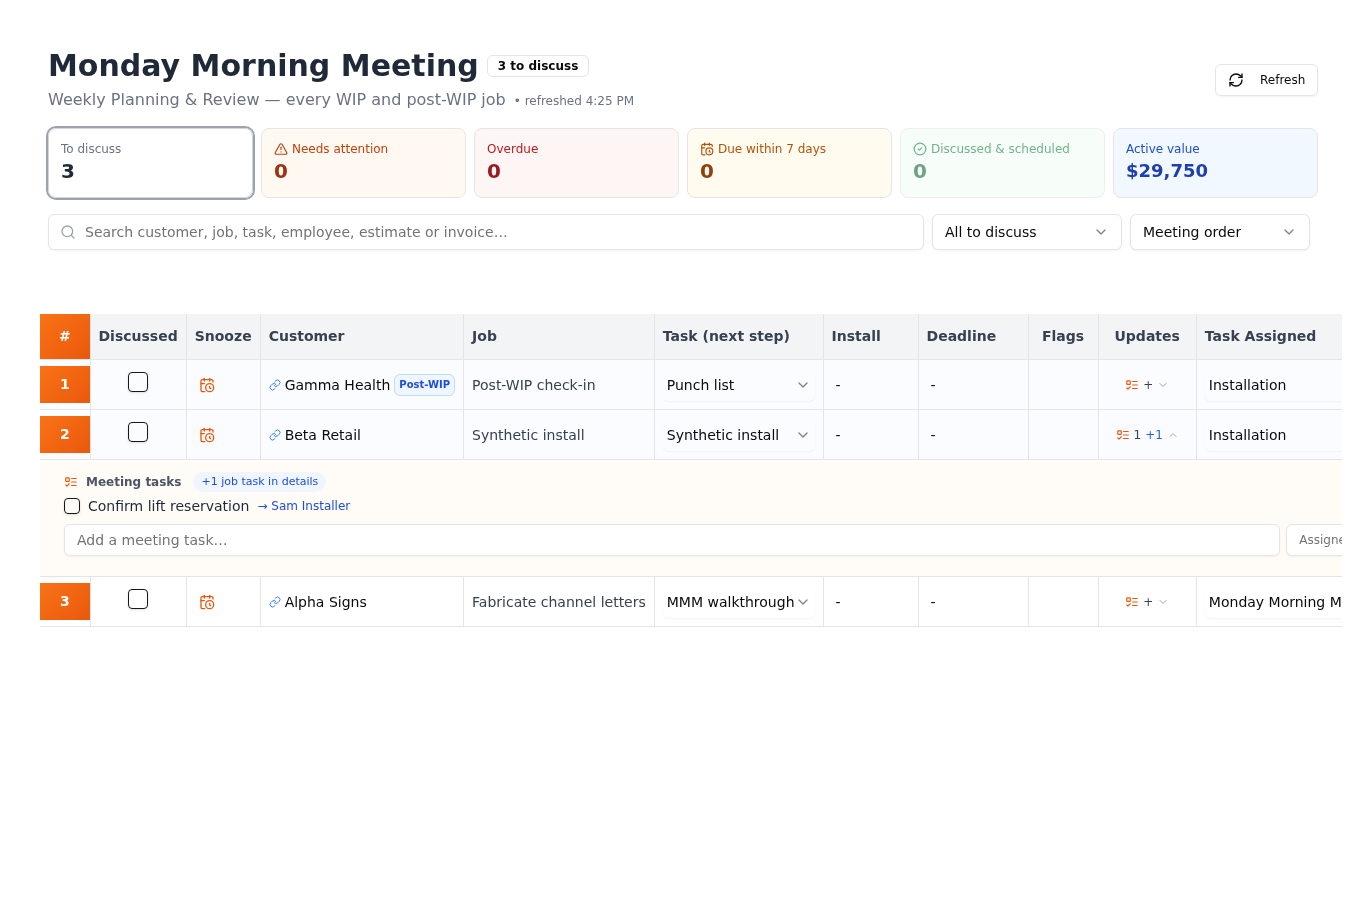 Monday Morning Meeting 3 to discuss
Refresh
Weekly Planning & Review — every WIP and post-WIP job • refreshed 4:25 PM
To discuss
3
Needs attention
0
Overdue
0
Due within 7 days
0
Discussed & scheduled
0
Active value
$29,750
Search customer, job, task, employee, estimate or invoice…
All to discuss
Meeting order
# Discussed Snooze Customer Job Task (next step) Install Deadline Flags Updates Task Assigned
1 Gamma Health Post-WIP Post-WIP check-in Punch list - - + Installation
2 Beta Retail Synthetic install Synthetic install - - 1 +1 Installation
Meeting tasks +1 job task in details
Confirm lift reservation → Sam Installer
Add a meeting task… Assigne
3 Alpha Signs Fabricate channel letters MMM walkthrough - - + Monday Morning M